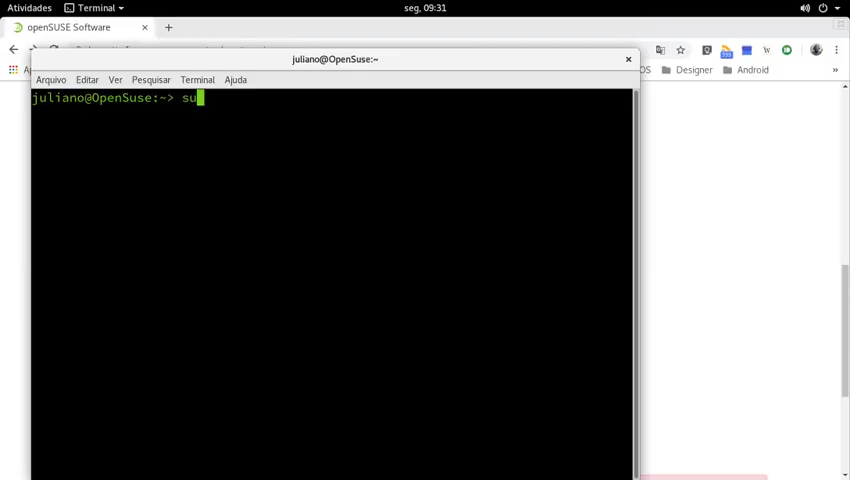 Atividades Terminal seg, 09:31
openSUSE Software
juliano@OpenSuse:~
Arquivo Editar Ver Pesquisar Terminal Ajuda
OS Designer Android »
juliano@OpenSuse:~> su